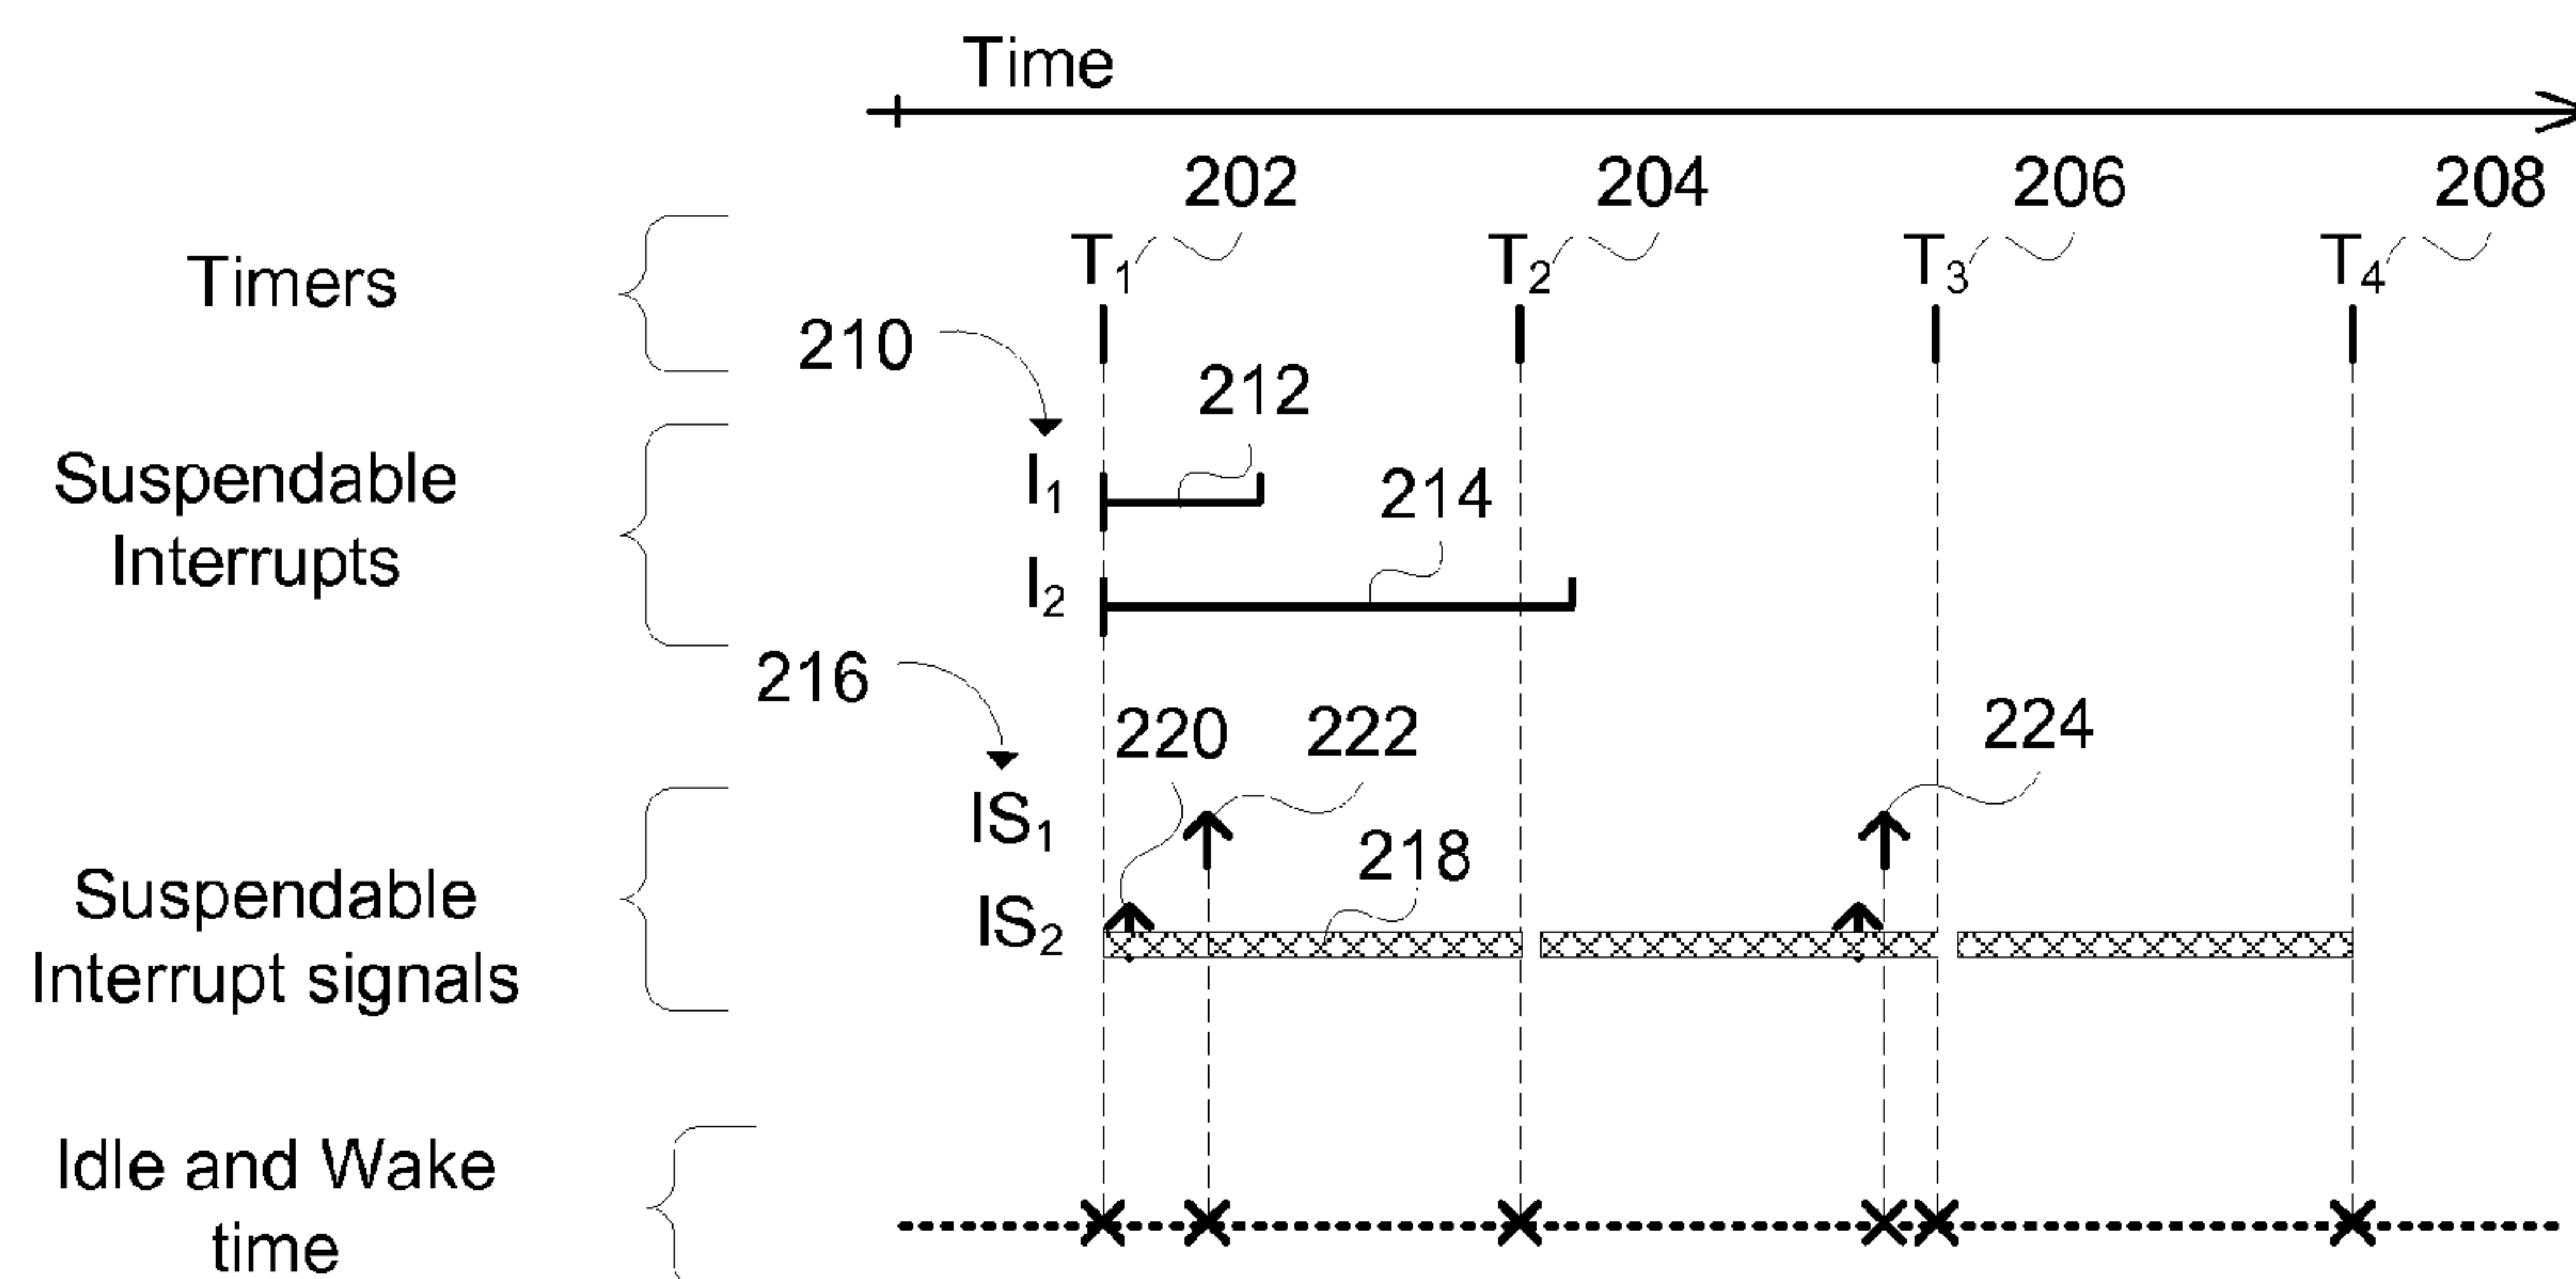 Time
202 204 206 208
T1 T2 T3 T4
Timers
210
212
Suspendable
Interrupts
I1
214
I2
216
220 222 224
IS1
218
Suspendable
Interrupt signals
IS2
Idle and Wake
time